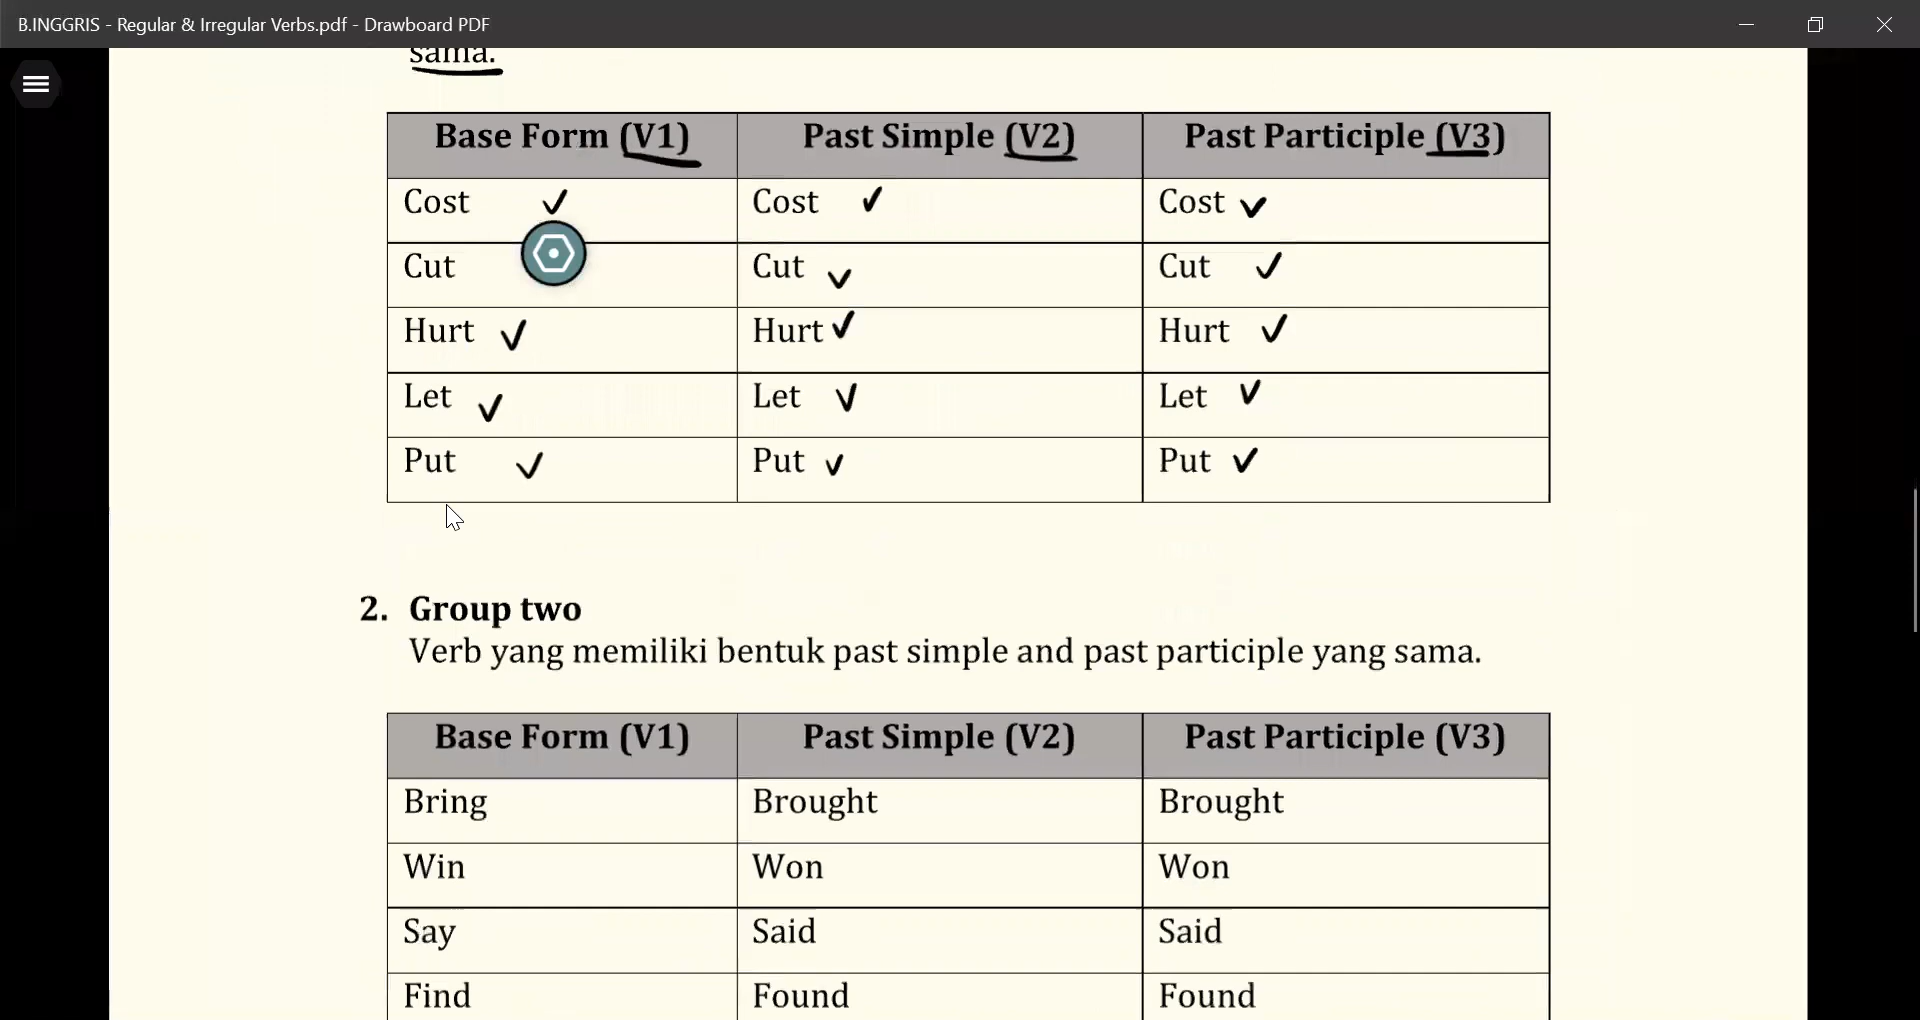 B.INGGRIS - Regular & Irregular Verbs.pdf - Drawboard PDF
sama.
Base Form (V1) Past Simple (V2) Past Participle (V3)
Cost Cost Cost
Cut Cut Cut
Hurt Hurt Hurt
Let Let Let
Put Put Put
2. Group two
Verb yang memiliki bentuk past simple and past participle yang sama.
Base Form (V1) Past Simple (V2) Past Participle (V3)
Bring Brought Brought
Win Won Won
Say Said Said
Find Found Found